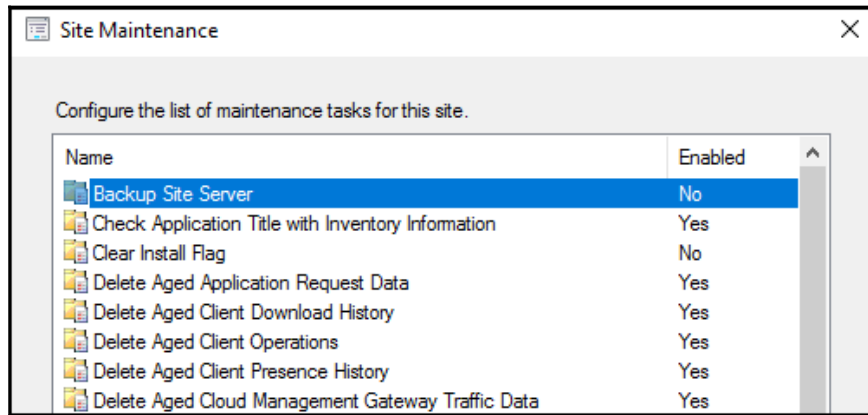 Site Maintenance
Configure the list of maintenance tasks for this site.
Name Enabled
Backup Site Server No
Check Application Title with Inventory Information Yes
Clear Install Flag No
Delete Aged Application Request Data Yes
Delete Aged Client Download History Yes
Delete Aged Client Operations Yes
Delete Aged Client Presence History Yes
Delete Aged Cloud Management Gateway Traffic Data Yes